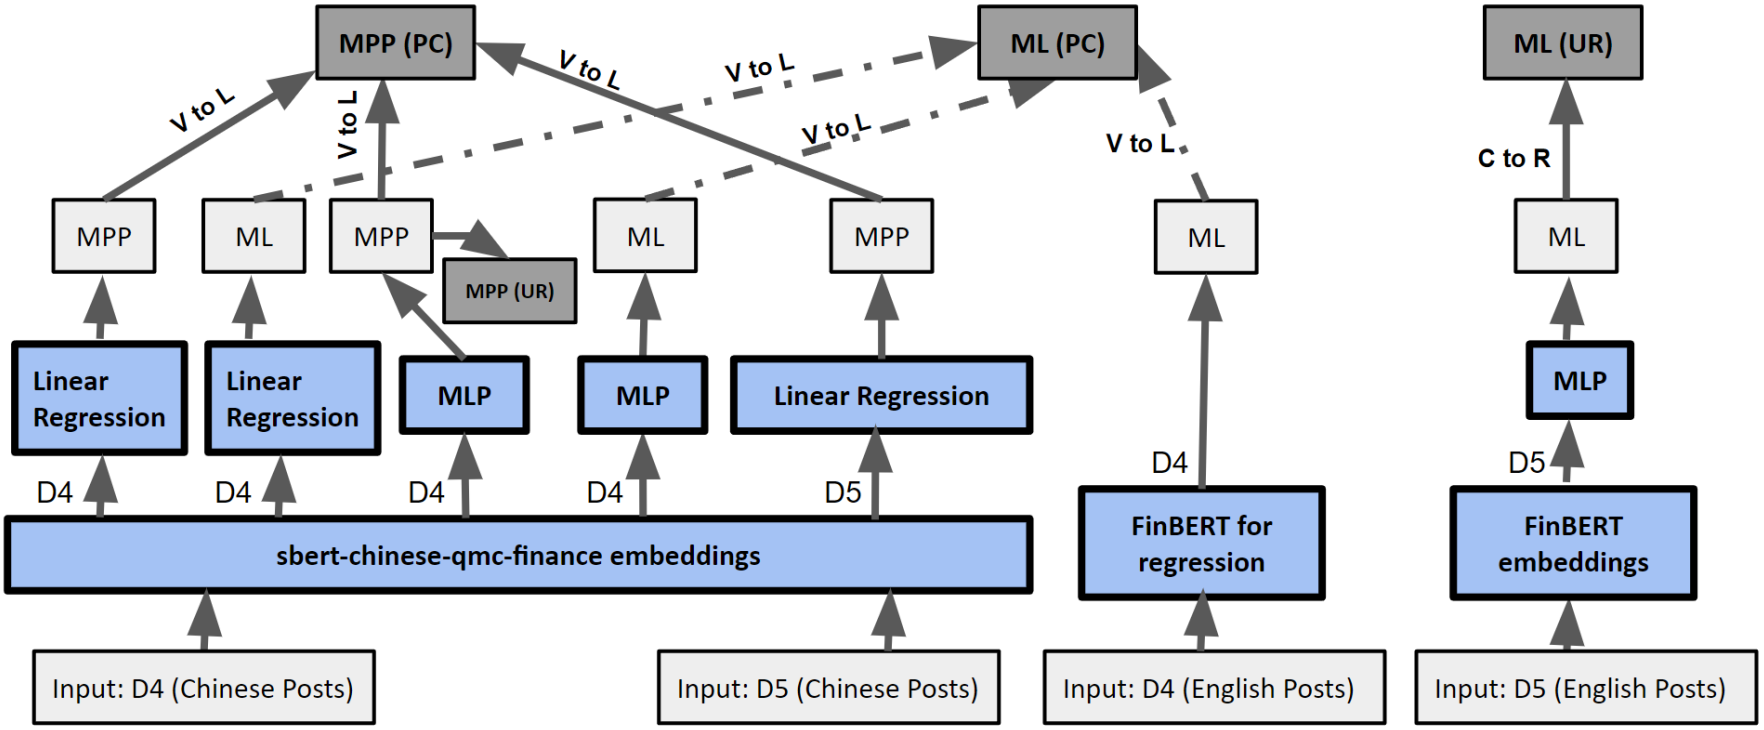 MPP (PC)
ML (PC)
ML (UR)
V to L
V to L
V to L
V to L
V to L
V to L
C to R
MPP
ML
MPP
ML
MPP
ML
ML
MPP (UR)
Linear
Regression
Linear
Regression
MLP
MLP
Linear Regression
MLP
D4
D4
D4
D4
D5
D4
D5
sbert-chinese-qmc-finance embeddings
FinBERT for
regression
FinBERT
embeddings
Input: D4 (Chinese Posts)
Input: D5 (Chinese Posts)
Input: D4 (English Posts)
Input: D5 (English Posts)